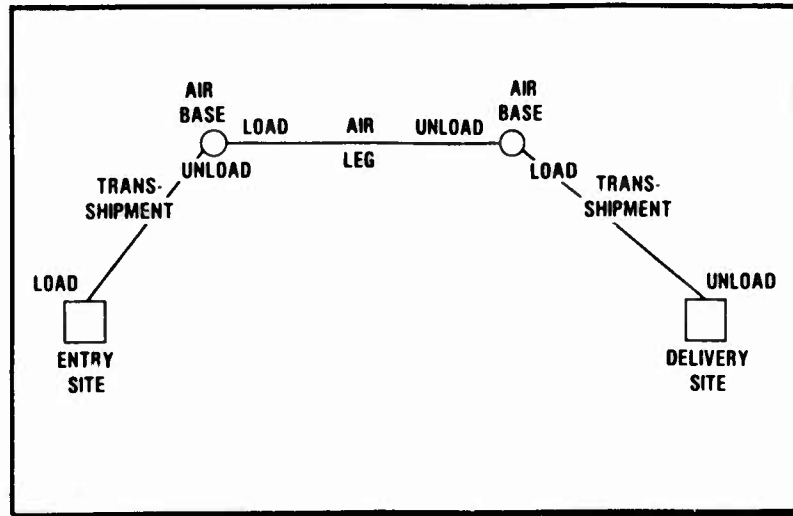 AIR
BASE
LOAD
AIR
LEG
UNLOAD
AIR
BASE
UNLOAD
TRANS-
SHIPMENT
LOAD
ENTRY
SITE
LOAD
TRANS-
SHIPMENT
UNLOAD
DELIVERY
SITE